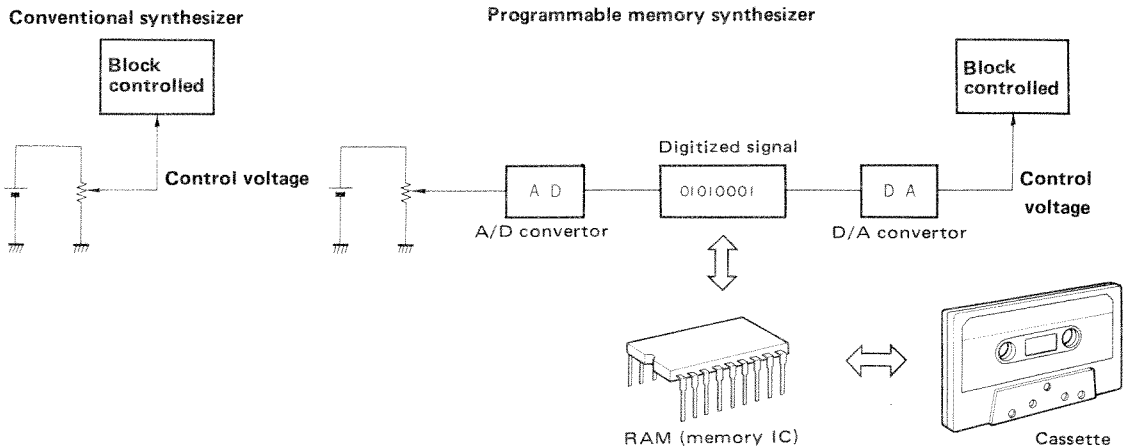 Conventional synthesizer
Block
controlled
Control voltage
Programmable memory synthesizer
A D
A/D convertor
Digitized signal
01010001
D A
D/A convertor
Block
controlled
Control
voltage
RAM (memory IC)
Cassette